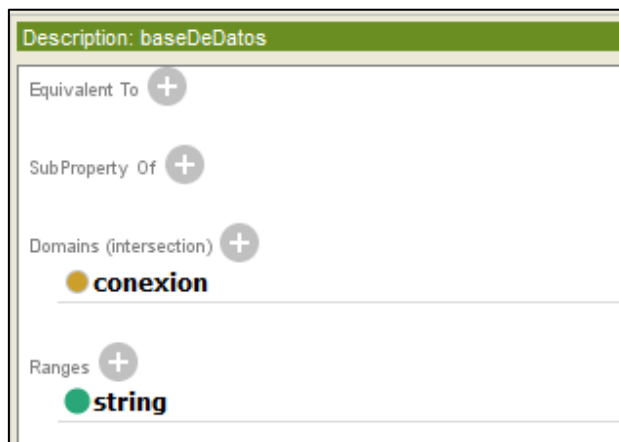 Description: baseDeDatos
Equivalent To
SubProperty Of
Domains (intersection)
conexion
Ranges
string